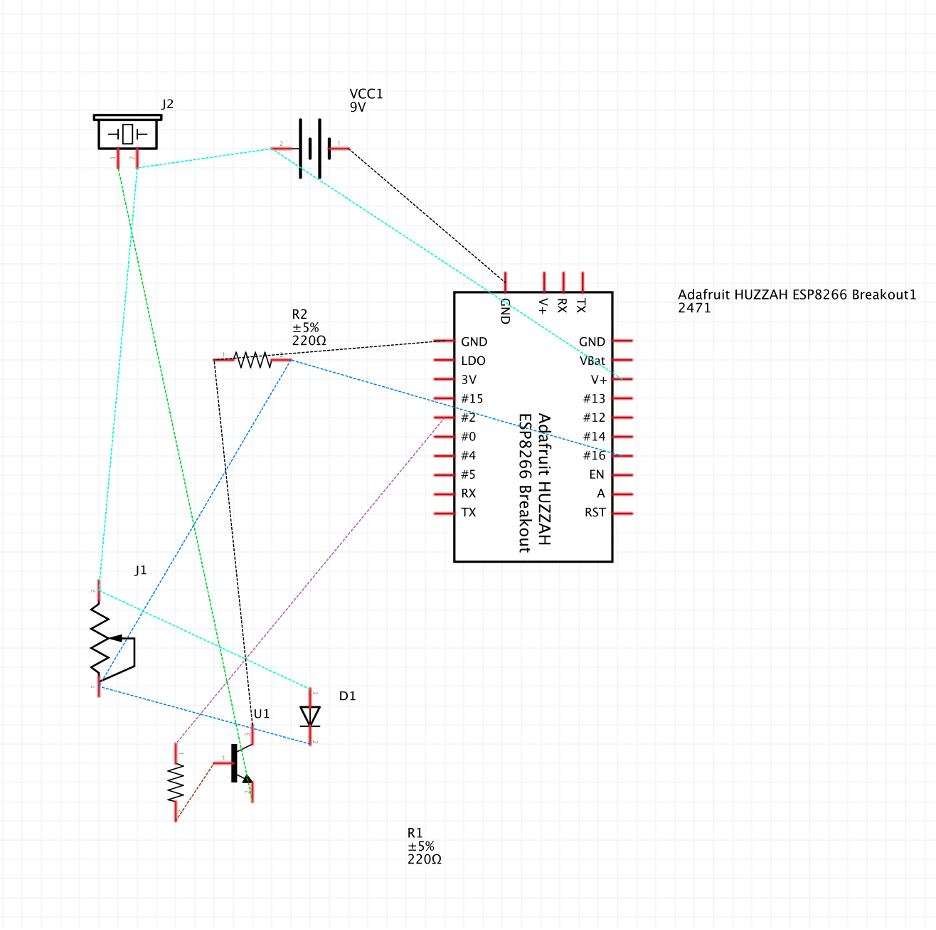 J2
VCC1
9V
Adafruit HUZZAH ESP8266 Breakout1
2471
GND
V+
RX
TX
R2
±5%
220Ω
GND
LDO
3V
#15
#2
#0
#4
#5
RX
TX
GND
VBat
V+
#13
#12
#14
#16
EN
A
RST
Adafruit HUZZAH
ESP8266 Breakout
J1
D1
U1
R1
±5%
220Ω